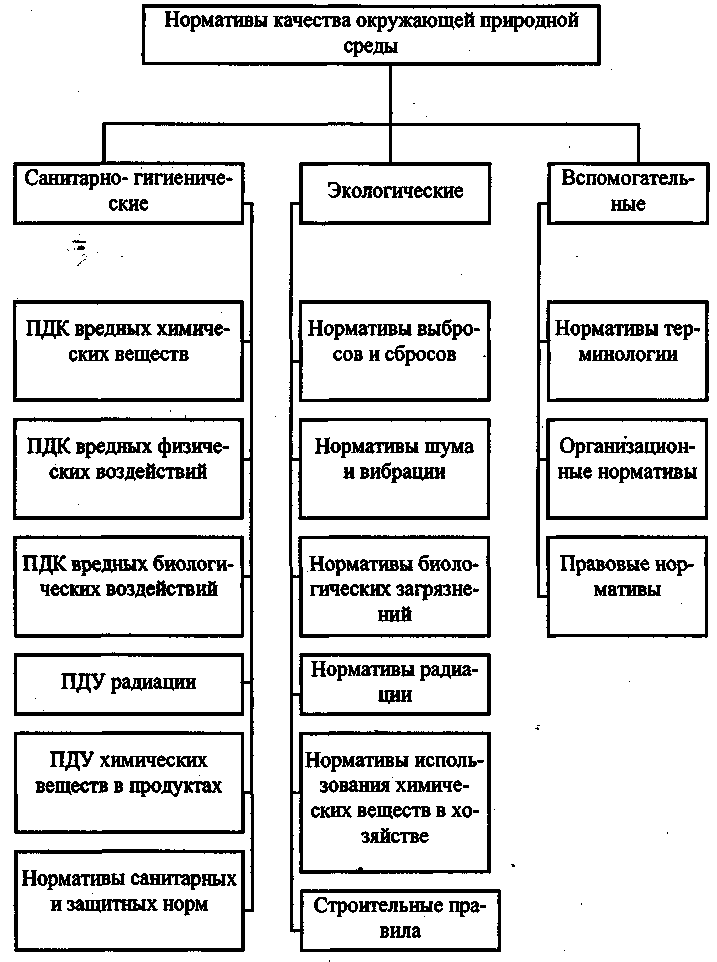 Нормативы качества окружающей природной
среды
Санитарно- гигиениче-
ские
Экологические
Вспомогатель-
ные
ПДК вредных химиче-
ских веществ
ПДК вредных физиче-
ских воздействий
ПДК вредных биологи-
ческих воздействий
ПДУ радиации
ПДУ химических
веществ в продуктах
Нормативы санитарных
и защитных норм
Нормативы выбро-
сов и сбросов
Нормативы шума
и вибрации
Нормативы биоло-
гических загрязне-
ний
Нормативы радиа-
ции
Нормативы исполь-
зования химиче-
ских веществ в хо-
зяйстве
Строительные пра-
вила
Нормативы тер-
минологии
Организацион-
ные нормативы
Правовые нор-
мативы